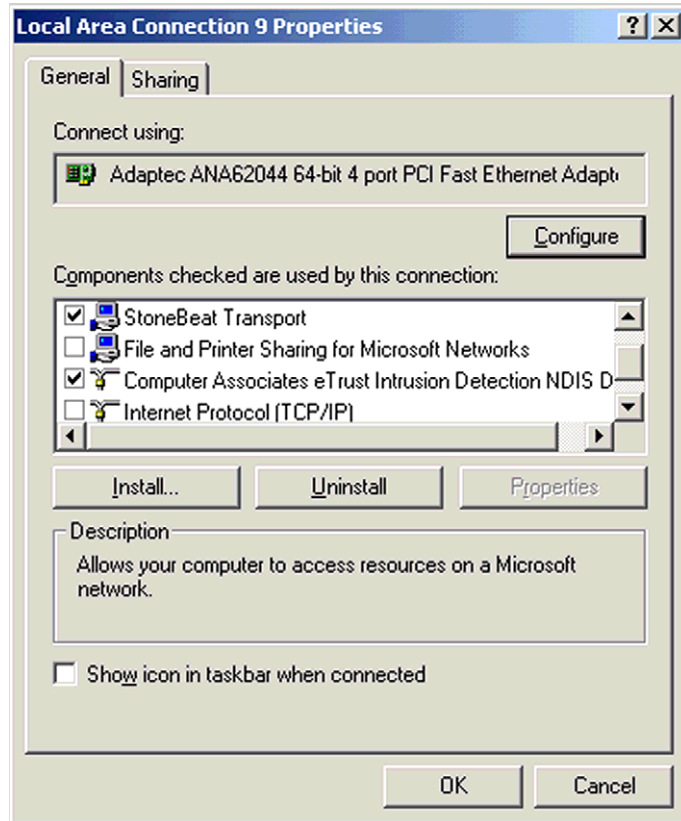 Local Area Connection 9 Properties
General Sharing
Connect using:
Adaptec ANA62044 64-bit 4 port PCI Fast Ethernet Adapt
Configure
Components checked are used by this connection:
StoneBeat Transport
File and Printer Sharing for Microsoft Networks
Computer Associates eTrust Intrusion Detection NDIS D
Internet Protocol (TCP/IP)
Install... Uninstall Properties
Description
Allows your computer to access resources on a Microsoft
network.
Show icon in taskbar when connected
OK Cancel